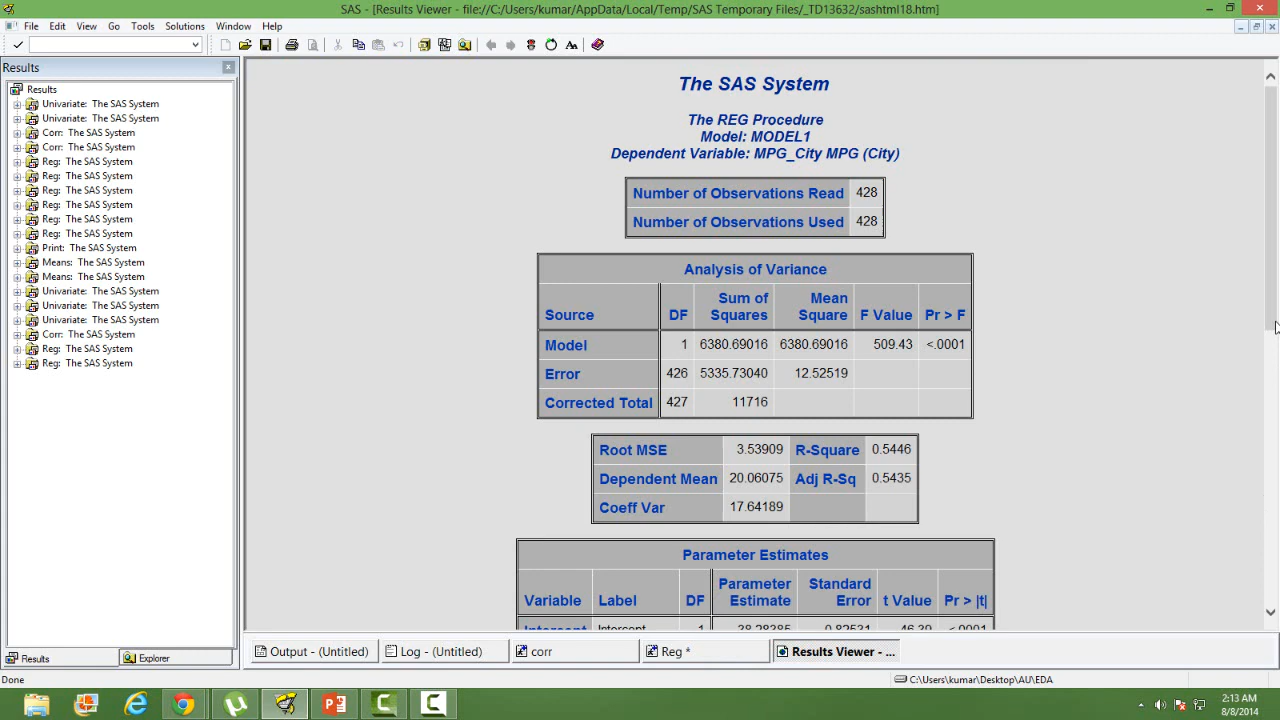 SAS - [Results Viewer - file://C:/Users/kumar/AppData/Local/Temp/SAS Temporary Files/_TD13632/sashtml18.htm]
File Edit View Go Tools Solutions Window Help
Results
Results
Univariate: The SAS System
Univariate: The SAS System
Corr: The SAS System
Corr: The SAS System
Reg: The SAS System
Reg: The SAS System
Reg: The SAS System
Reg: The SAS System
Reg: The SAS System
Reg: The SAS System
Print: The SAS System
Means: The SAS System
Means: The SAS System
Univariate: The SAS System
Univariate: The SAS System
Univariate: The SAS System
Corr: The SAS System
Reg: The SAS System
Reg: The SAS System
The SAS System
The REG Procedure
Model: MODEL1
Dependent Variable: MPG_City MPG (City)
Number of Observations Read 428
Number of Observations Used 428
Analysis of Variance
Source DF Sum of Squares Mean Square F Value Pr > F
Model 1 6380.69016 6380.69016 509.43 <.0001
Error 426 5335.73040 12.52519
Corrected Total 427 11716
Root MSE 3.53909 R-Square 0.5446
Dependent Mean 20.06075 Adj R-Sq 0.5435
Coeff Var 17.64189
Parameter Estimates
Variable Label DF Parameter Estimate Standard Error t Value Pr > |t|
Intercept Intercept 1 38.28385 0.82531 46.39 <.0001
Results Explorer
Output - (Untitled) Log - (Untitled) corr Reg * Results Viewer - ...
Done C:\Users\kumar\Desktop\AU\EDA
2:13 AM
8/8/2014